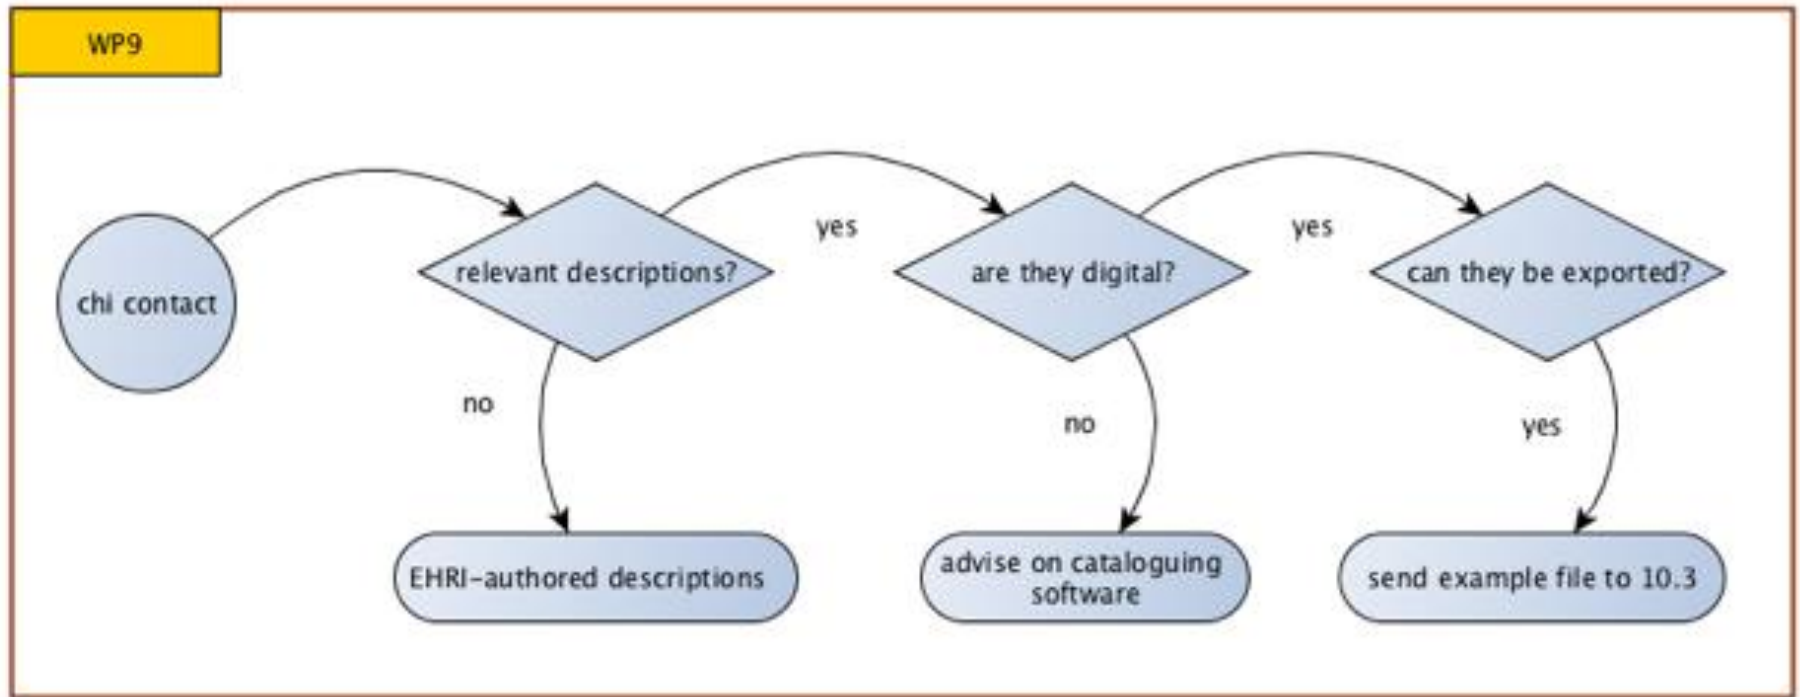 WP9
chi contact
relevant descriptions?
yes
are they digital?
yes
can they be exported?
no
no
yes
EHRI-authored descriptions
advise on cataloguing
software
send example file to 10.3